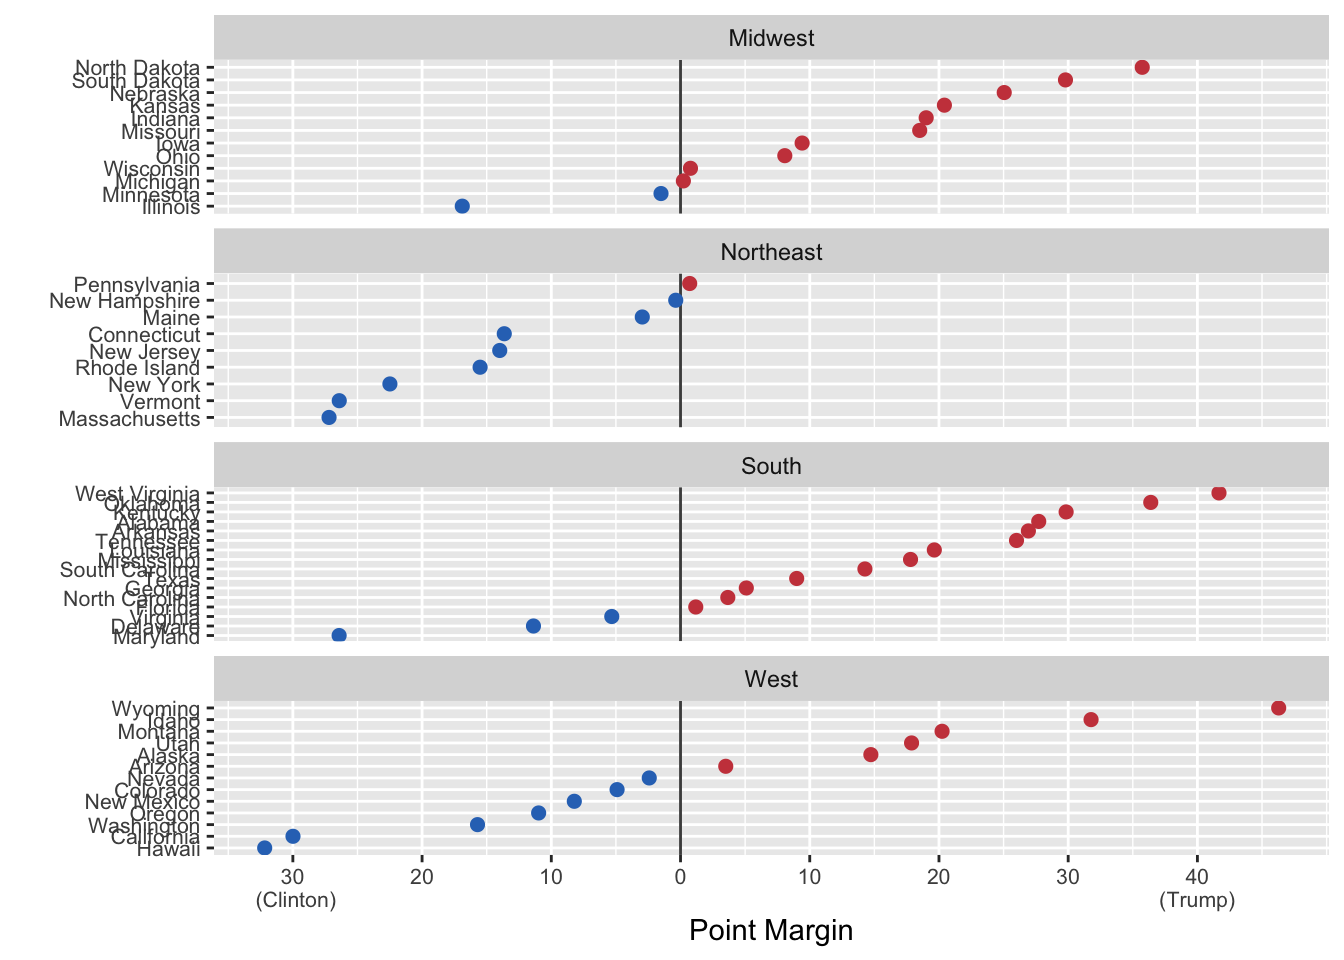 Midwest
North Dakota
South Dakota
Nebraska
Kansas
Indiana
Missouri
Iowa
Ohio
Wisconsin
Michigan
Minnesota
Illinois
Northeast
Pennsylvania
New Hampshire
Maine
Connecticut
New Jersey
Rhode Island
New York
Vermont
Massachusetts
South
West Virginia
Oklahoma
Kentucky
Alabama
Arkansas
Tennessee
Louisiana
Mississippi
South Carolina
Texas
Georgia
North Carolina
Florida
Virginia
Delaware
Maryland
West
Wyoming
Idaho
Montana
Utah
Alaska
Arizona
Nevada
Colorado
New Mexico
Oregon
Washington
California
Hawaii
30 20 10 0 10 20 30 40
(Clinton) (Trump)
Point Margin